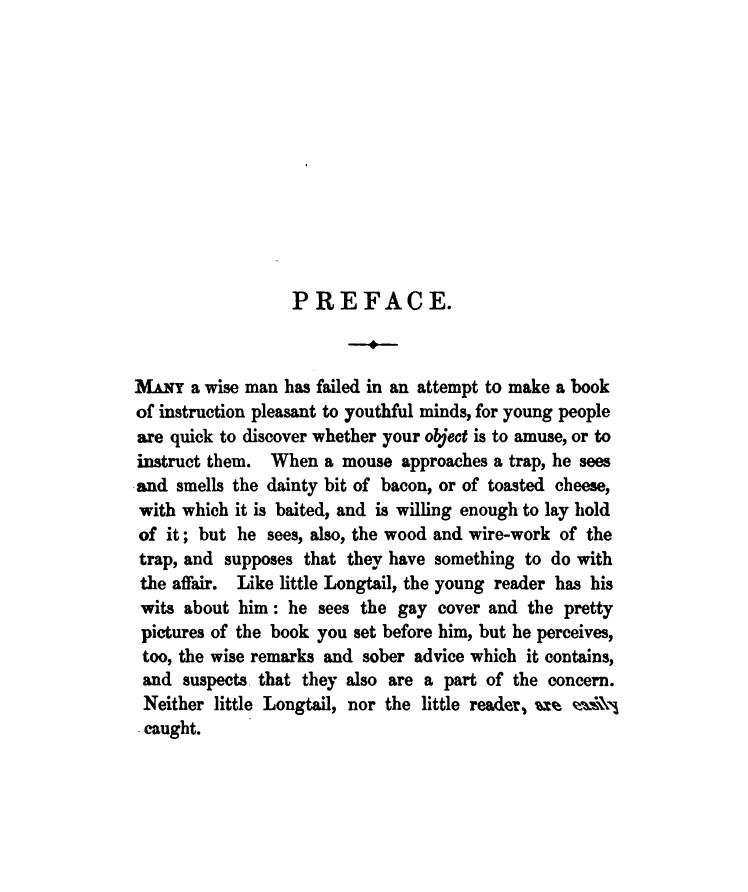 PREFACE.
MANY a wise man has failed in an attempt to make a book
of instruction pleasant to youthful minds, for young people
are quick to discover whether your object is to amuse, or to
instruct them. When a mouse approaches a trap, he sees
and smells the dainty bit of bacon, or of toasted cheese,
with which it is baited, and is willing enough to lay hold
of it; but he sees, also, the wood and wire-work of the
trap, and supposes that they have something to do with
the affair. Like little Longtail, the young reader has his
wits about him: he sees the gay cover and the pretty
pictures of the book you set before him, but he perceives,
too, the wise remarks and sober advice which it contains,
and suspects that they also are a part of the concern.
Neither little Longtail, nor the little reader, are easily
caught.